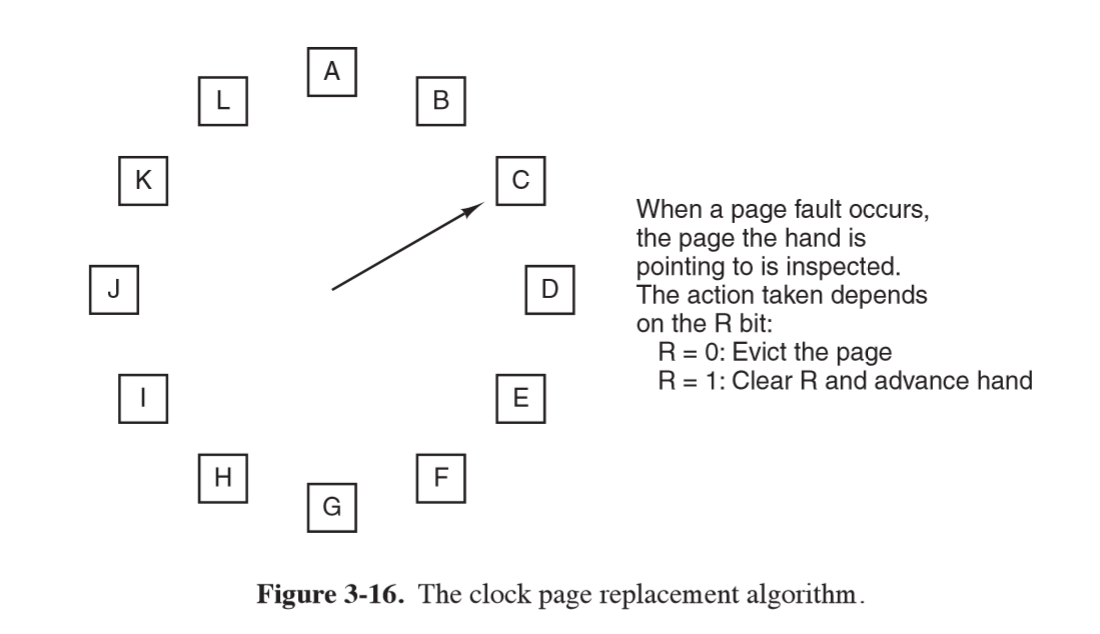 A
L
B
K
C
J
D
I
E
H
F
G
When a page fault occurs,
the page the hand is
pointing to is inspected.
The action taken depends
on the R bit:
R = 0: Evict the page
R = 1: Clear R and advance hand
Figure 3-16. The clock page replacement algorithm.